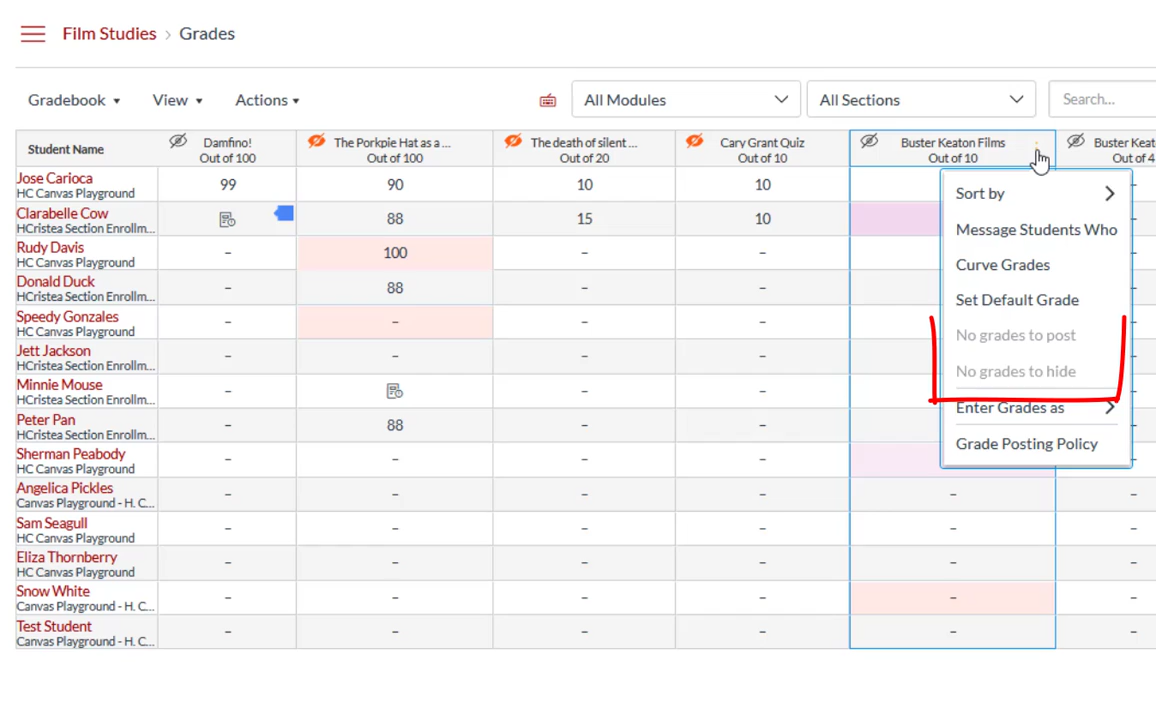 Film Studies › Grades
Gradebook ▾ View ▾ Actions ▾ All Modules All Sections Search...
Student Name
Damfino!
Out of 100
The Porkpie Hat as a ...
Out of 100
The death of silent ...
Out of 20
Cary Grant Quiz
Out of 10
Buster Keaton Films
Out of 10
Buster Keat
Out of 4
Jose Carioca
HC Canvas Playground
99 90 10 10 –
Clarabelle Cow
HCristea Section Enrollm...
88 15 10 –
Rudy Davis
HC Canvas Playground
– 100 – – –
Donald Duck
HCristea Section Enrollm...
– 88 – – –
Speedy Gonzales
HC Canvas Playground
– – – – –
Jett Jackson
HCristea Section Enrollm...
– – – – –
Minnie Mouse
HCristea Section Enrollm...
– – – –
Peter Pan
HCristea Section Enrollm...
– 88 – – –
Sherman Peabody
HC Canvas Playground
– – – – –
Angelica Pickles
Canvas Playground - H. C...
– – – – – –
Sam Seagull
HC Canvas Playground
– – – – – –
Eliza Thornberry
HC Canvas Playground
– – – – – –
Snow White
Canvas Playground - H. C...
– – – – – –
Test Student
Canvas Playground - H. C...
– – – – – –
Sort by
Message Students Who
Curve Grades
Set Default Grade
No grades to post
No grades to hide
Enter Grades as
Grade Posting Policy